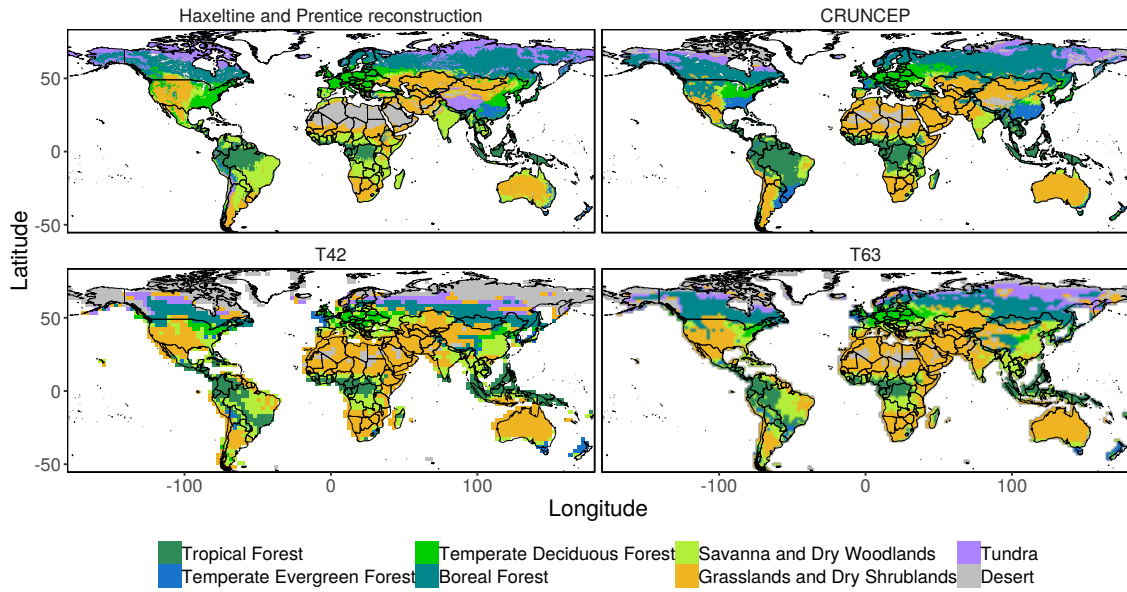 Haxeltine and Prentice reconstruction
CRUNCEP
50
0
-50
T42
T63
50
0
-50
-100
0
100
-100
0
100
Latitude
Longitude
Tropical Forest
Temperate Deciduous Forest
Savanna and Dry Woodlands
Tundra
Temperate Evergreen Forest
Boreal Forest
Grasslands and Dry Shrublands
Desert